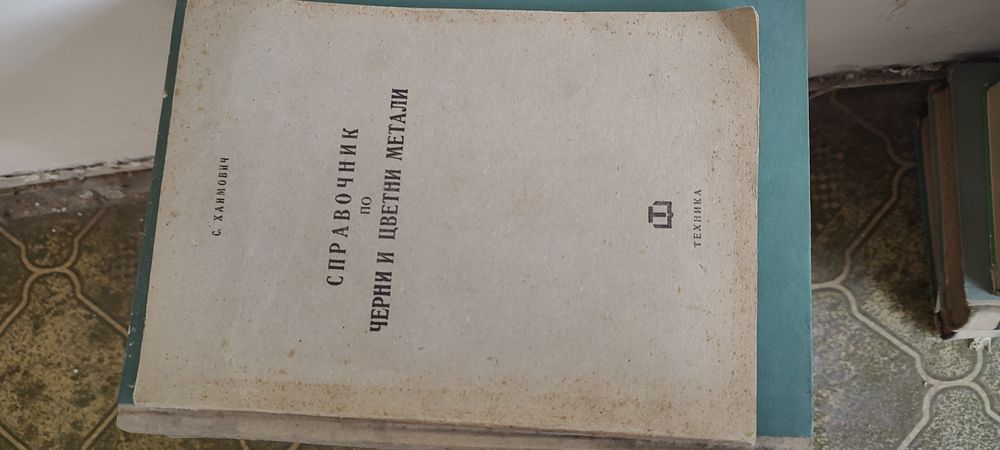 С. ХАИМОВИЧ
СПРАВОЧНИК
ПО
ЧЕРНИ И ЦВЕТНИ МЕТАЛИ
ТЕХНИКА